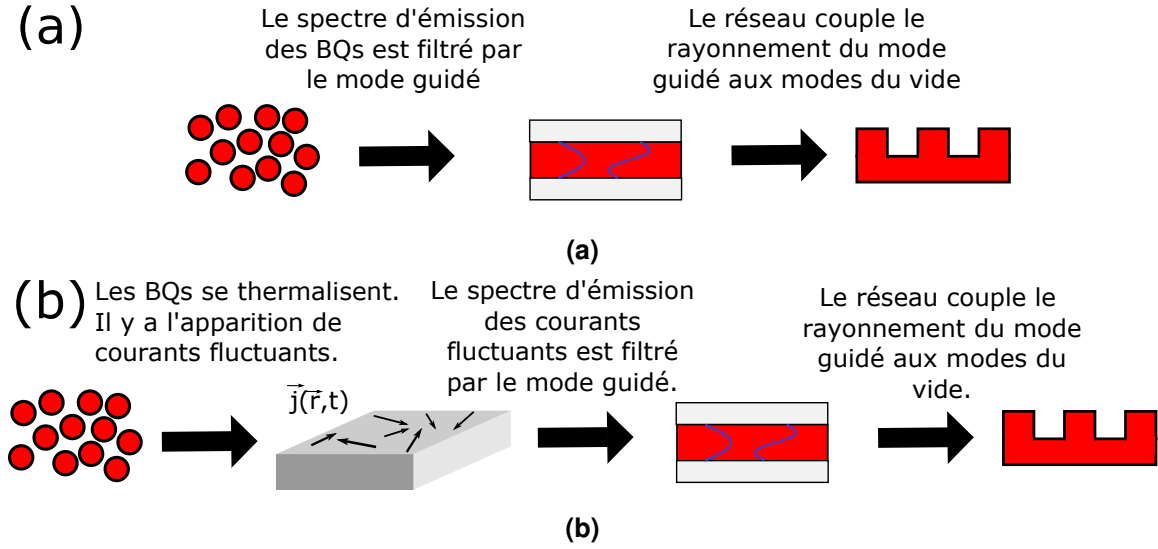 (a)
Le spectre d'émission
des BQs est filtré par
le mode guidé
Le réseau couple le
rayonnement du mode
guidé aux modes du vide
(a)
(b)
Les BQs se thermalisent.
Il y a l'apparition de
courants fluctuants.
j(r,t)
Le spectre d'émission
des courants
fluctuants est filtré
par le mode guidé.
Le réseau couple le
rayonnement du mode
guidé aux modes du
vide.
(b)